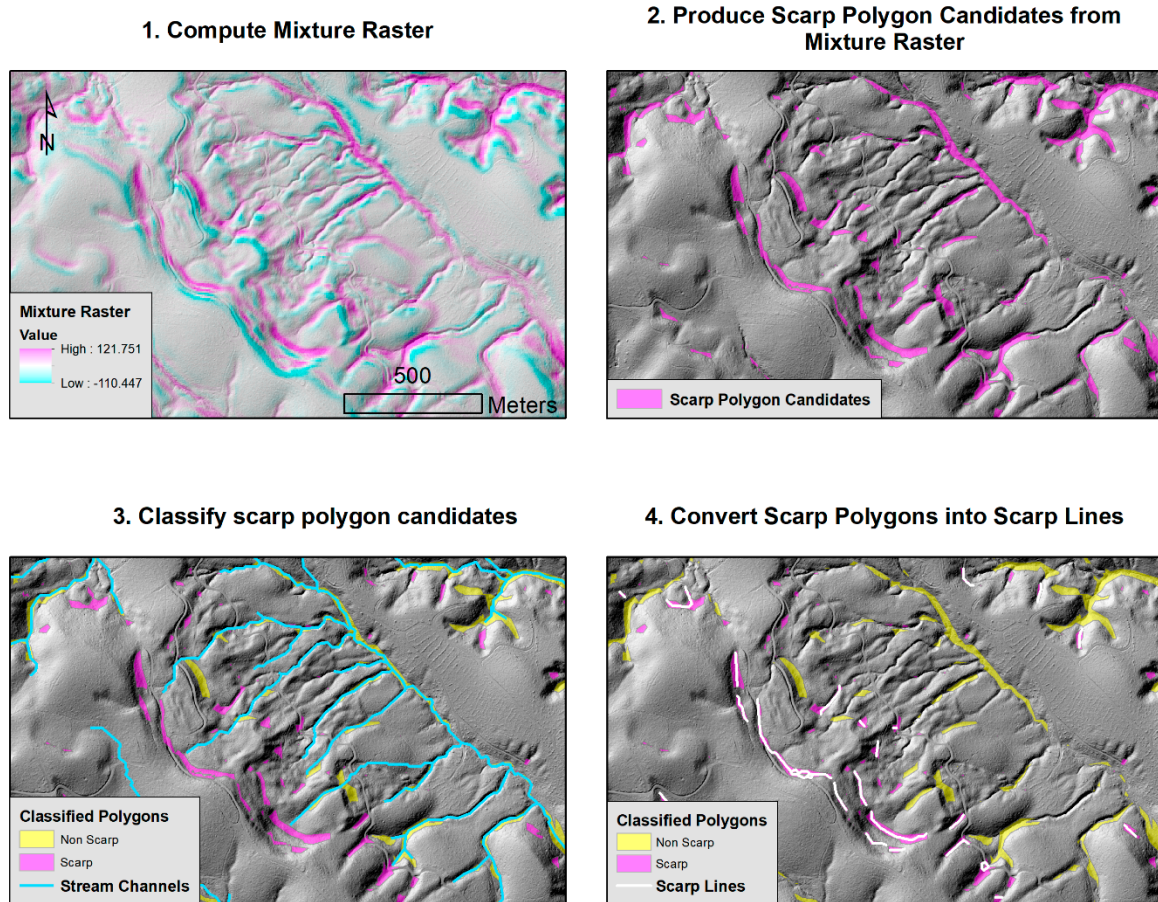 1. Compute Mixture Raster
2. Produce Scarp Polygon Candidates from
Mixture Raster
N
Mixture Raster
Value
High : 121.751
Low : -110.447
500
Meters
Scarp Polygon Candidates
3. Classify scarp polygon candidates
4. Convert Scarp Polygons into Scarp Lines
Classified Polygons
Non Scarp
Scarp
Stream Channels
Classified Polygons
Non Scarp
Scarp
Scarp Lines